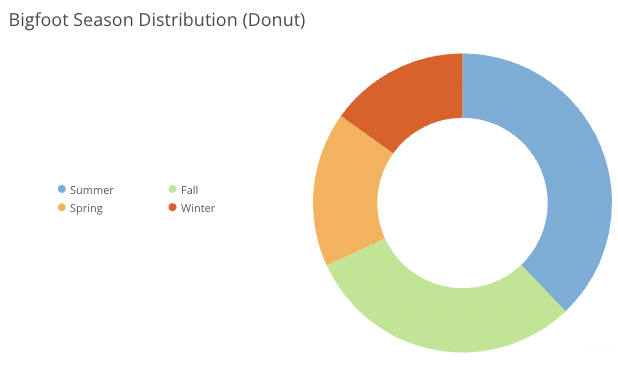 Bigfoot Season Distribution (Donut)
Summer Fall
Spring Winter